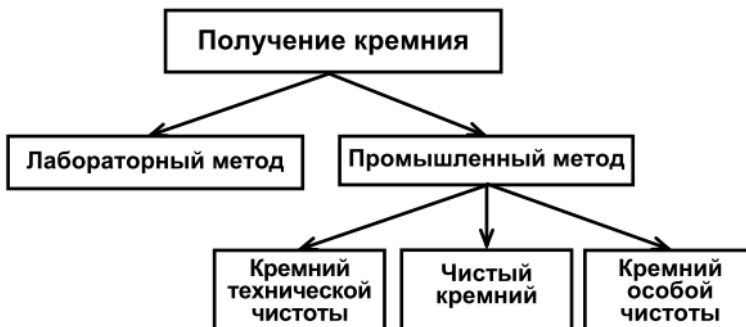 Получение кремния
Лабораторный метод
Промышленный метод
Кремний
технической
чистоты
Чистый
кремний
Кремний
особой
чистоты